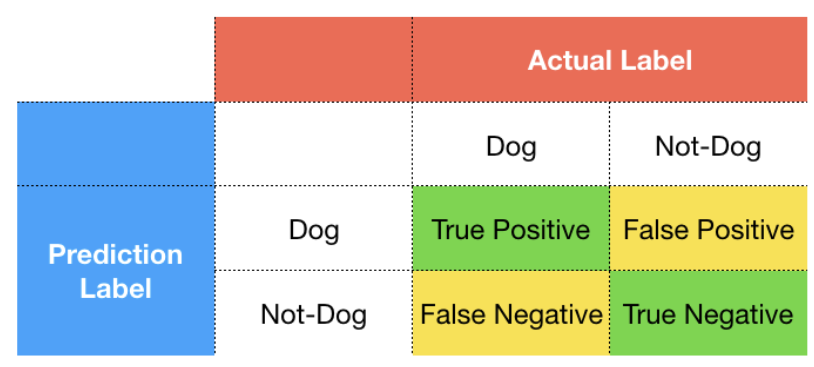 Actual Label
Dog
Not-Dog
Prediction
Label
Dog
True Positive
False Positive
Not-Dog
False Negative
True Negative